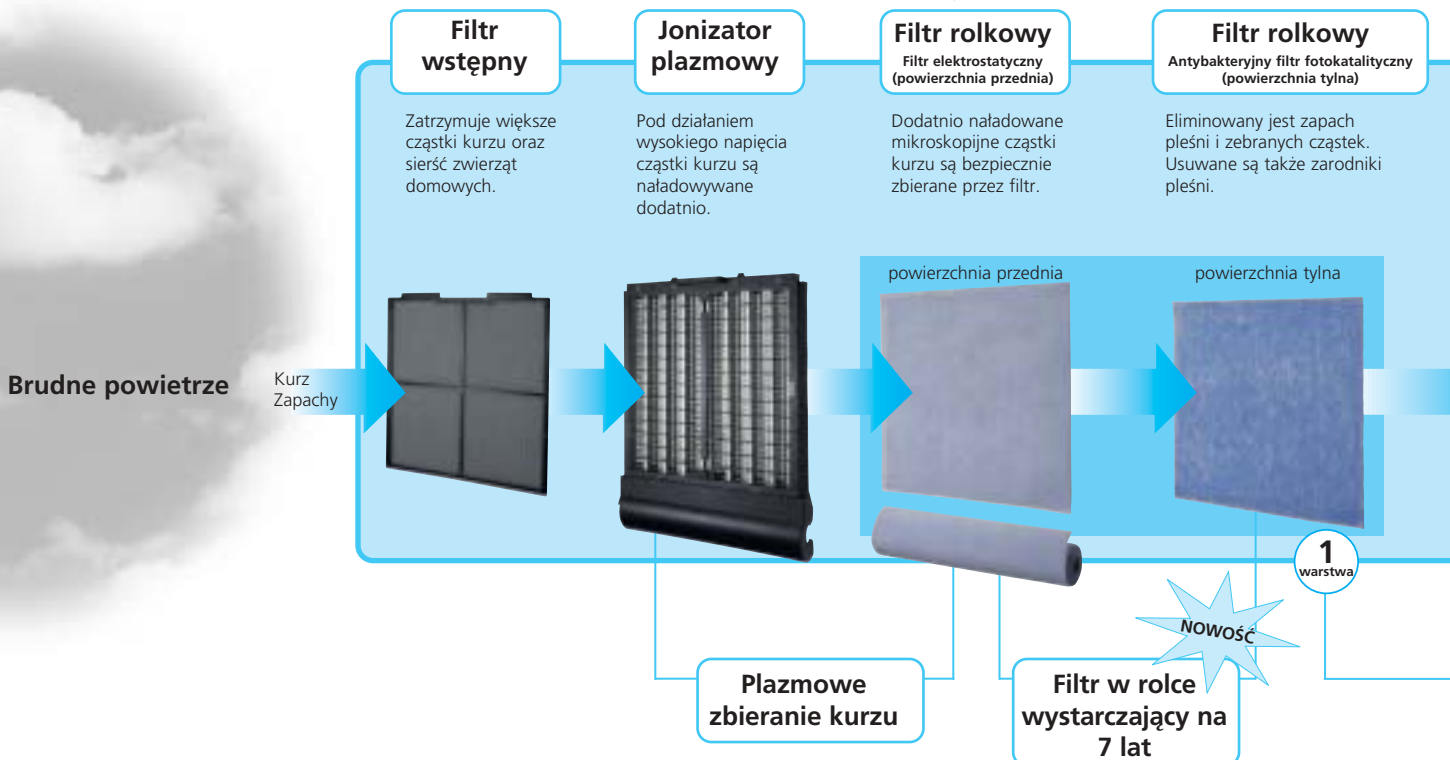 Filtr
wstępny
Jonizator
plazmowy
Filtr rolkowy
Filtr elektrostatyczny
(powierzchnia przednia)
Filtr rolkowy
Antybakteryjny filtr fotokatalityczny
(powierzchnia tylna)
Zatrzymuje większe
cząstki kurzu oraz
sierść zwierząt
domowych.
Pod działaniem
wysokiego napięcia
cząstki kurzu są
naładowywane
dodatnio.
Dodatnio naładowane
mikroskopijne cząstki
kurzu są bezpiecznie
zbierane przez filtr.
Eliminowany jest zapach
pleśni i zebranych cząstek.
Usuwane są także zarodniki
pleśni.
powierzchnia przednia
powierzchnia tylna
Brudne powietrze
Kurz
Zapachy
1
warstwa
NOWOŚĆ
Plazmowe
zbieranie kurzu
Filtr w rolce
wystarczający na
7 lat